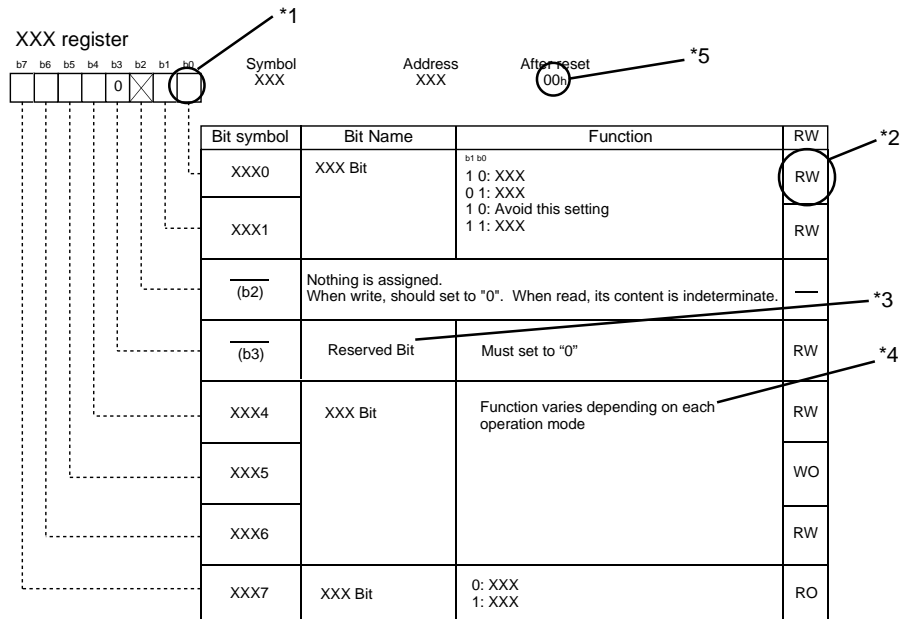 *1
XXX register
b7 b6 b5 b4 b3 b2 b1 b0
0
Symbol Address After reset
XXX XXX 00h
*5
Bit symbol Bit Name Function RW
*2
XXX0 XXX Bit
b1 b0
1 0: XXX
0 1: XXX
1 0: Avoid this setting
1 1: XXX
RW
XXX1 RW
(b2)
Nothing is assigned.
When write, should set to "0". When read, its content is indeterminate.
—
*3
(b3) Reserved Bit Must set to “0” RW
*4
XXX4 XXX Bit
Function varies depending on each
operation mode
RW
XXX5 WO
XXX6 RW
XXX7 XXX Bit
0: XXX
1: XXX
RO